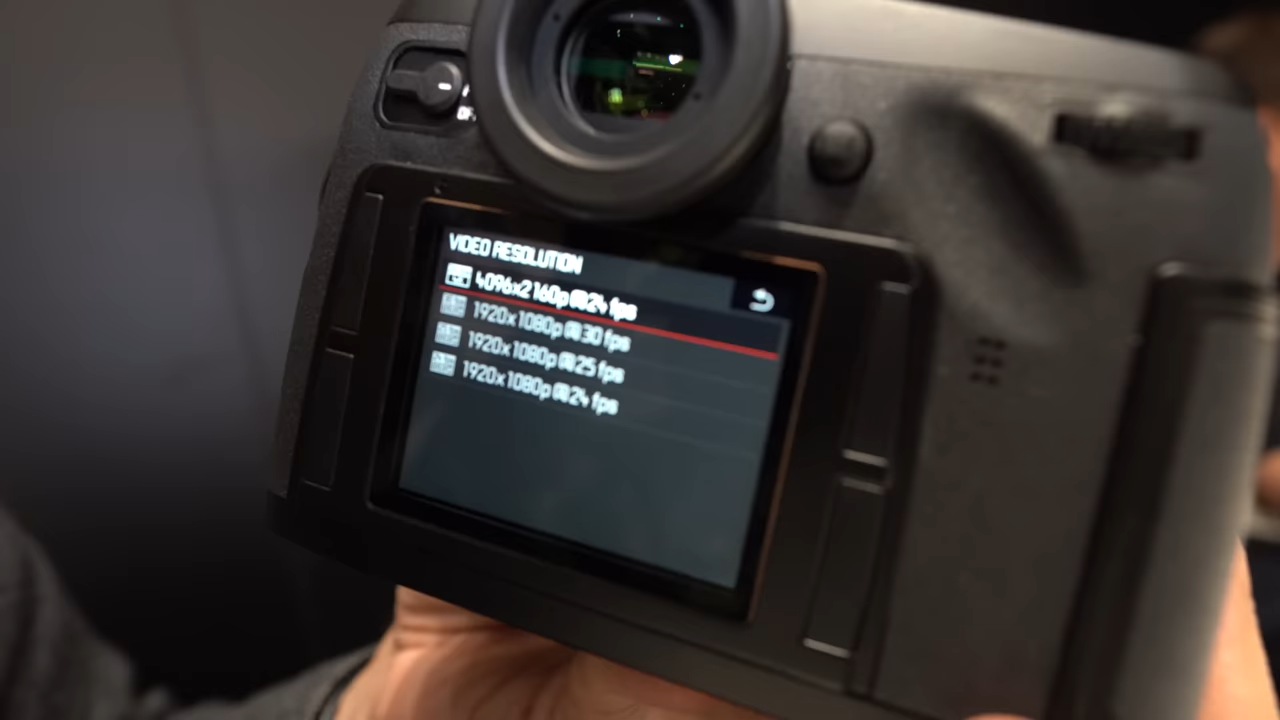 VIDEO RESOLUTION
4096x2160p @24 fps
1920x1080p @30 fps
1920x1080p @25 fps
1920x1080p @24 fps